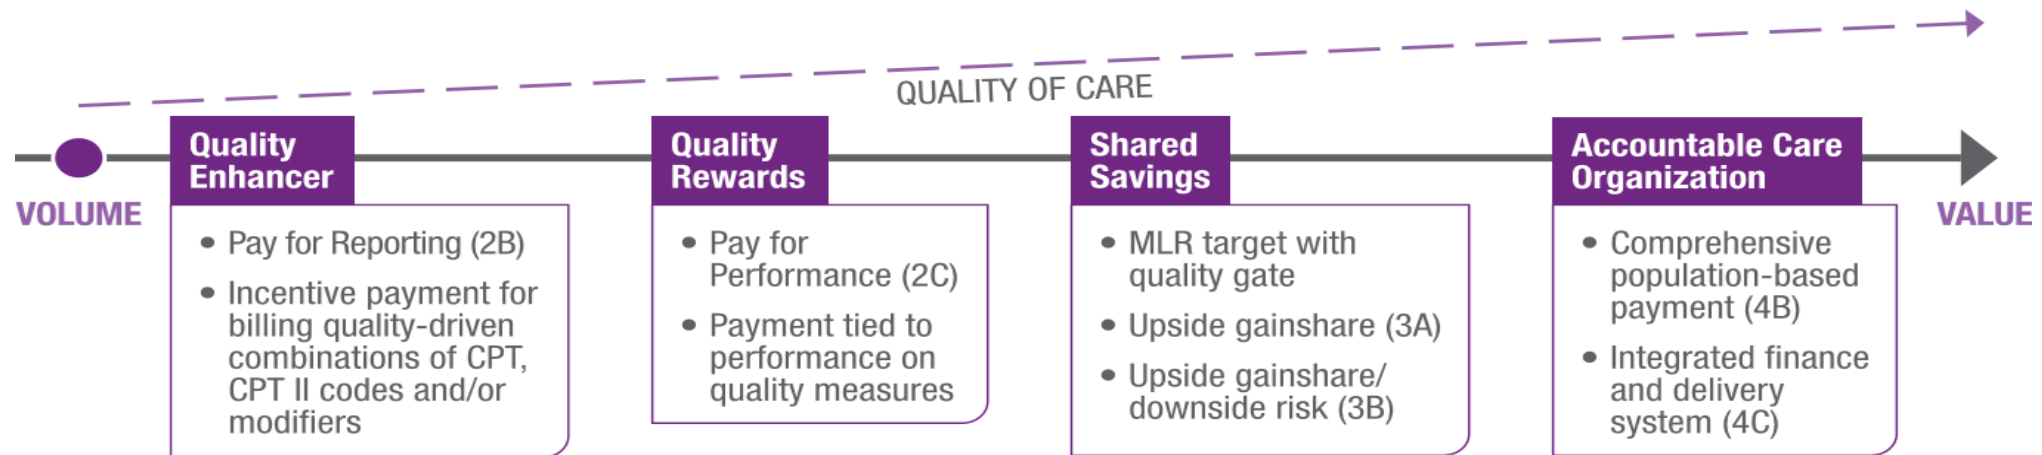 QUALITY OF CARE
VOLUME
Quality
Enhancer
• Pay for Reporting (2B)
• Incentive payment for
billing quality-driven
combinations of CPT,
CPT II codes and/or
modifiers
Quality
Rewards
• Pay for
Performance (2C)
• Payment tied to
performance on
quality measures
Shared
Savings
• MLR target with
quality gate
• Upside gainshare (3A)
• Upside gainshare/
downside risk (3B)
Accountable Care
Organization
• Comprehensive
population-based
payment (4B)
• Integrated finance
and delivery
system (4C)
VALUE